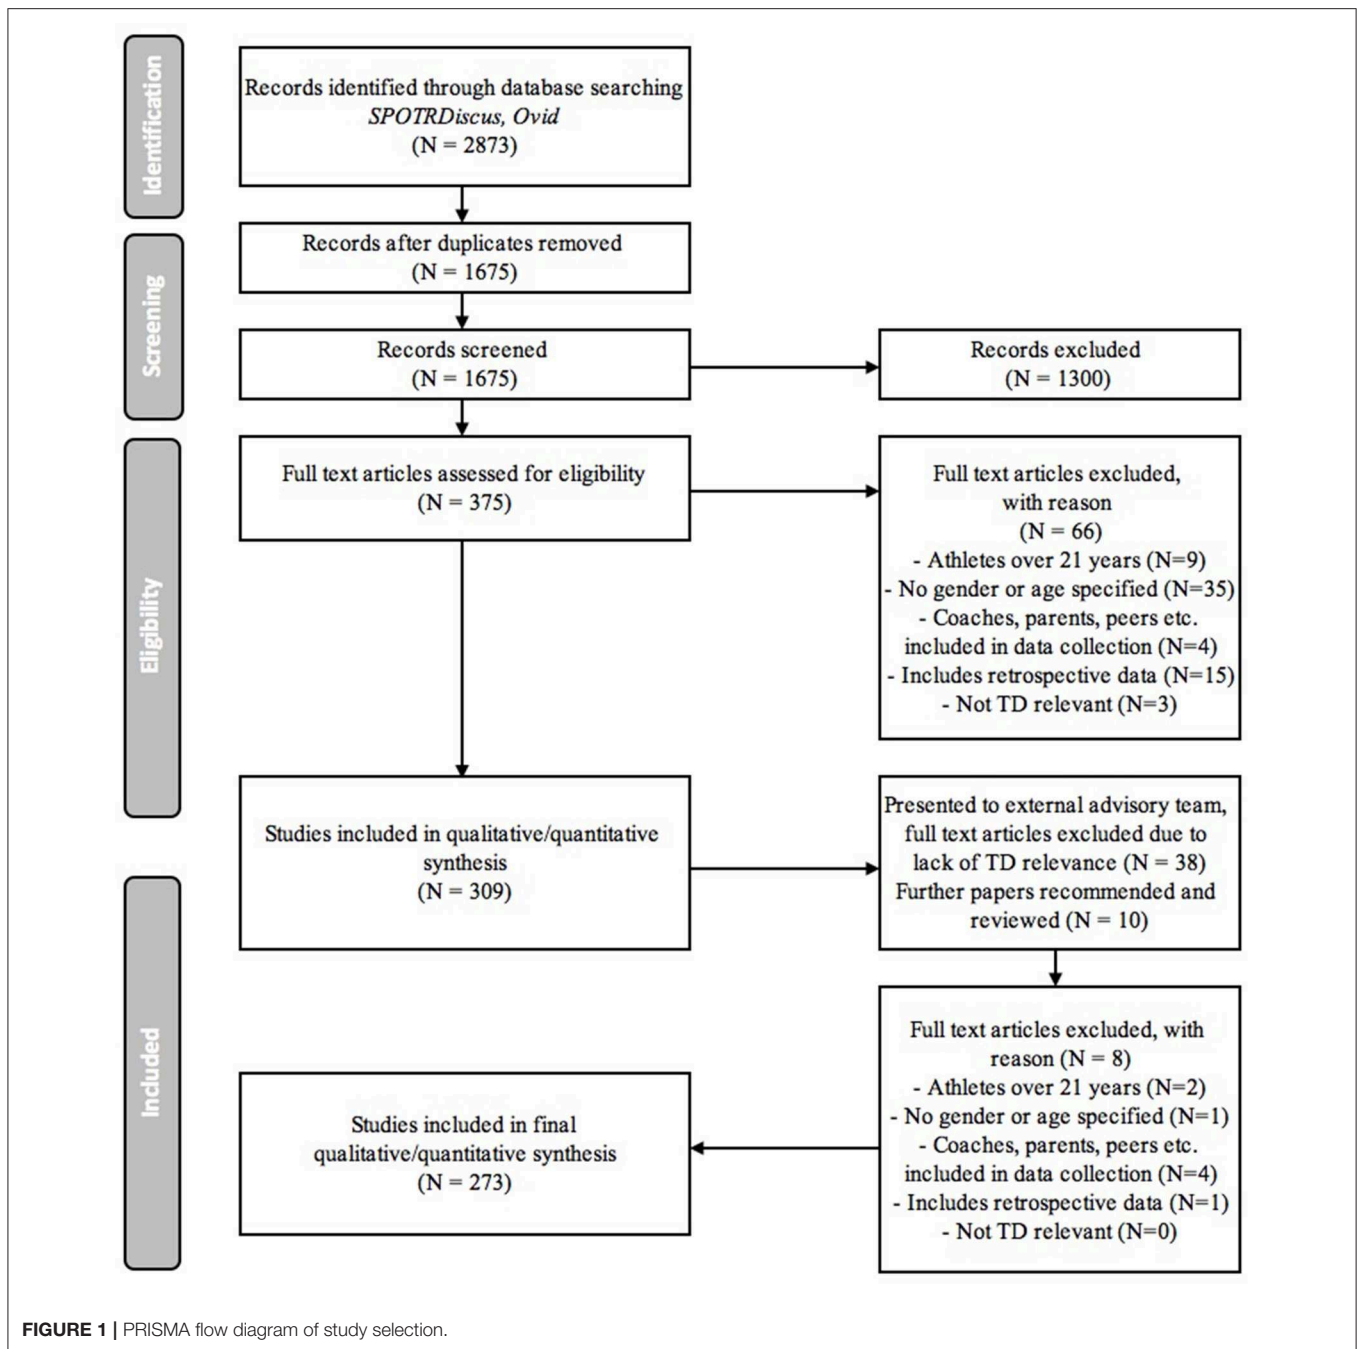 Identification
Records identified through database searching
SPOTRDiscus, Ovid
(N = 2873)
Screening
Records after duplicates removed
(N = 1675)
Records screened
(N = 1675)
Records excluded
(N = 1300)
Eligibility
Full text articles assessed for eligibility
(N = 375)
Full text articles excluded,
with reason
(N = 66)
- Athletes over 21 years (N=9)
- No gender or age specified (N=35)
- Coaches, parents, peers etc.
included in data collection (N=4)
- Includes retrospective data (N=15)
- Not TD relevant (N=3)
Studies included in qualitative/quantitative
synthesis
(N = 309)
Presented to external advisory team,
full text articles excluded due to
lack of TD relevance (N = 38)
Further papers recommended and
reviewed (N = 10)
Included
Full text articles excluded, with
reason (N = 8)
- Athletes over 21 years (N=2)
- No gender or age specified (N=1)
- Coaches, parents, peers etc.
included in data collection (N=4)
- Includes retrospective data (N=1)
- Not TD relevant (N=0)
Studies included in final
qualitative/quantitative synthesis
(N = 273)
FIGURE 1 | PRISMA flow diagram of study selection.